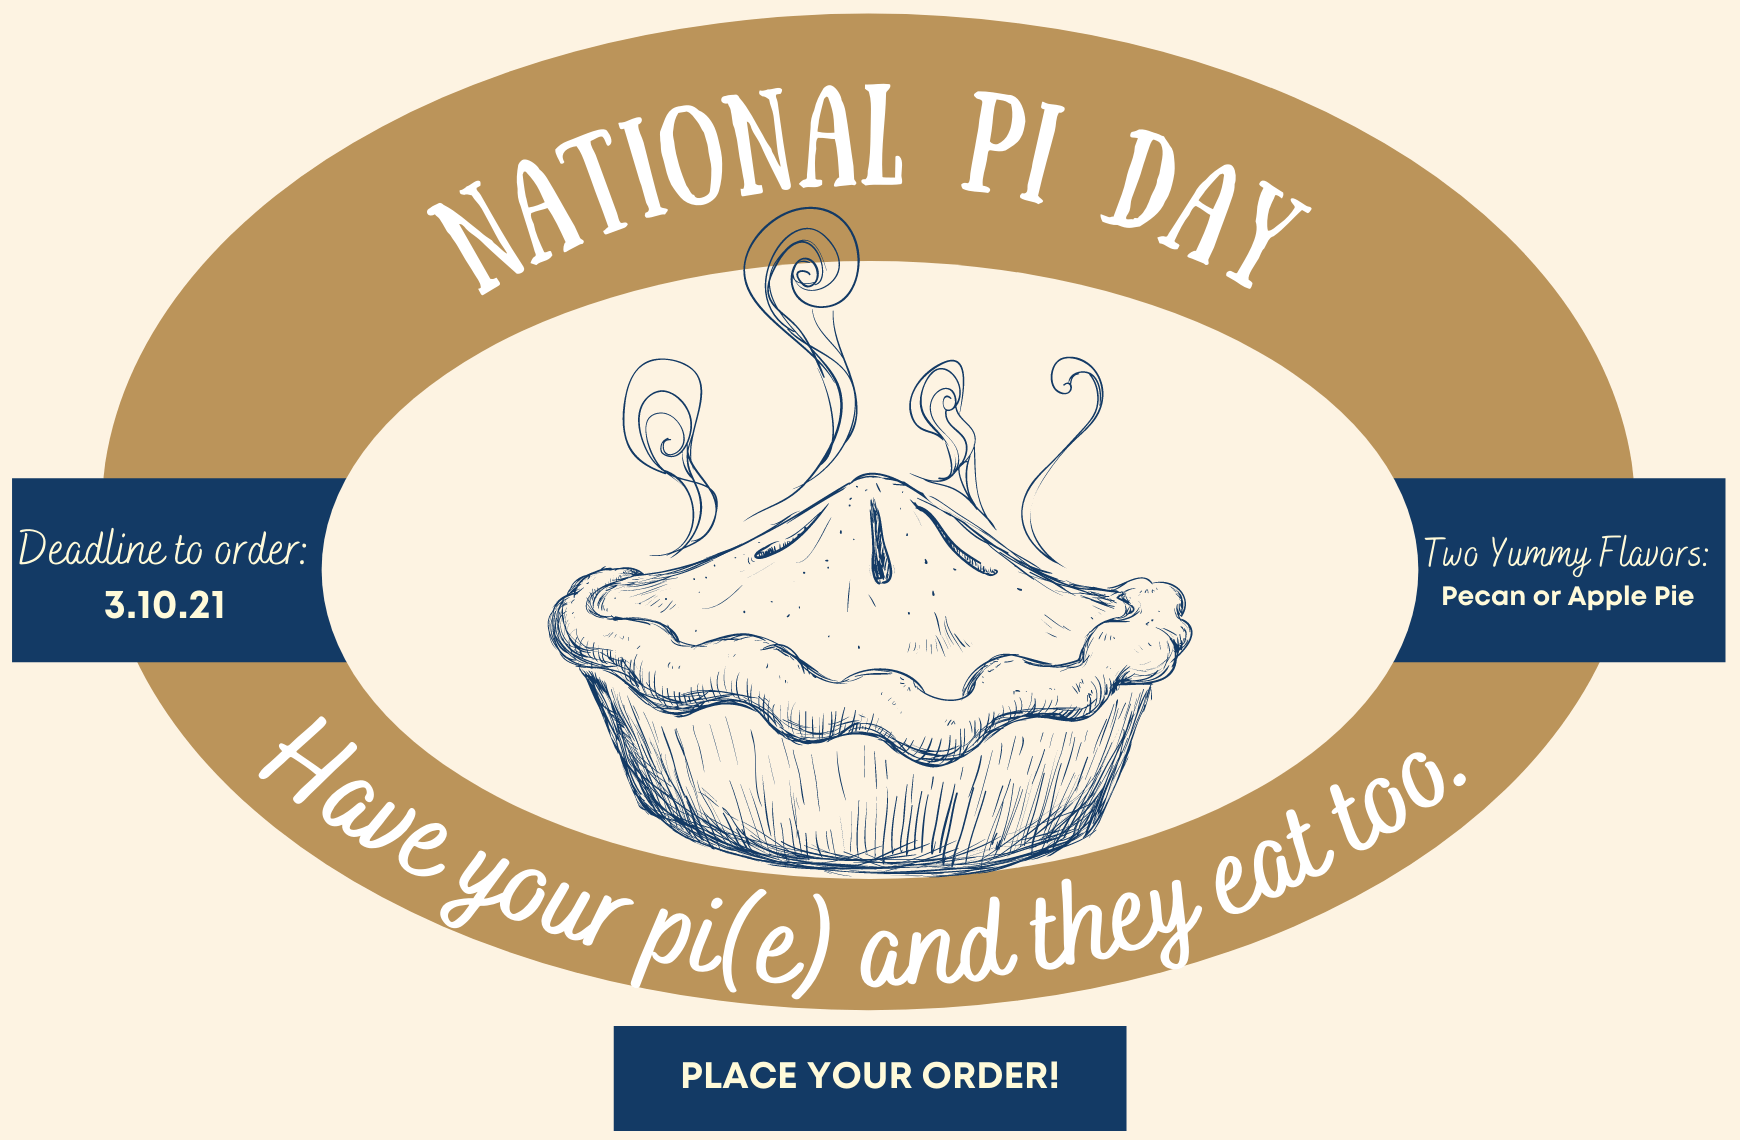 NATIONAL PI DAY
Deadline to order:
3.10.21
Two Yummy Flavors:
Pecan or Apple Pie
Have your pi(e) and they eat too.
PLACE YOUR ORDER!